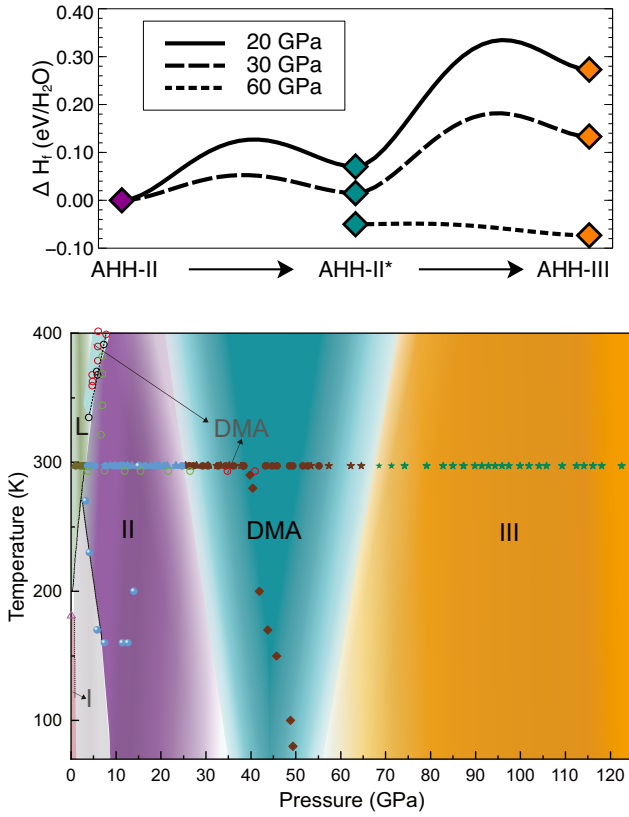 0.40
0.30
0.20
0.10
0.00
−0.10
Δ H_f (eV/H₂O)
20 GPa
30 GPa
60 GPa
AHH-II
AHH-II*
AHH-III
400
300
200
100
Temperature (K)
L
DMA
II
DMA
III
I
0 10 20 30 40 50 60 70 80 90 100 110 120
Pressure (GPa)